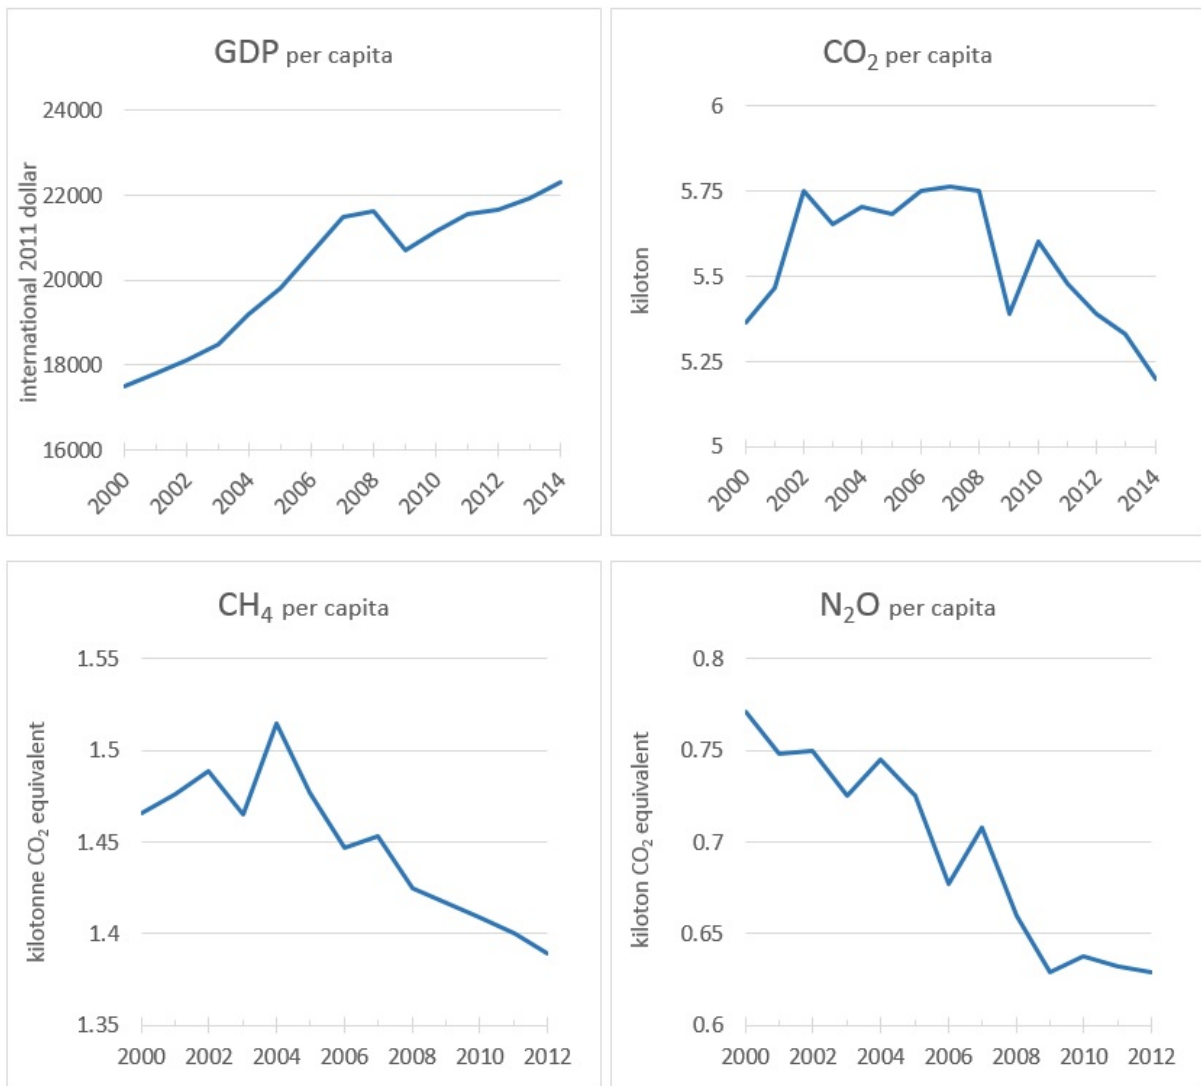 GDP per capita
international 2011 dollar
24000
22000
20000
18000
16000
2000 2002 2004 2006 2008 2010 2012 2014
CO₂ per capita
kiloton
6
5.75
5.5
5.25
5
2000 2002 2004 2006 2008 2010 2012 2014
CH₄ per capita
kilotonne CO₂ equivalent
1.55
1.5
1.45
1.4
1.35
2000 2002 2004 2006 2008 2010 2012
N₂O per capita
kiloton CO₂ equivalent
0.8
0.75
0.7
0.65
0.6
2000 2002 2004 2006 2008 2010 2012